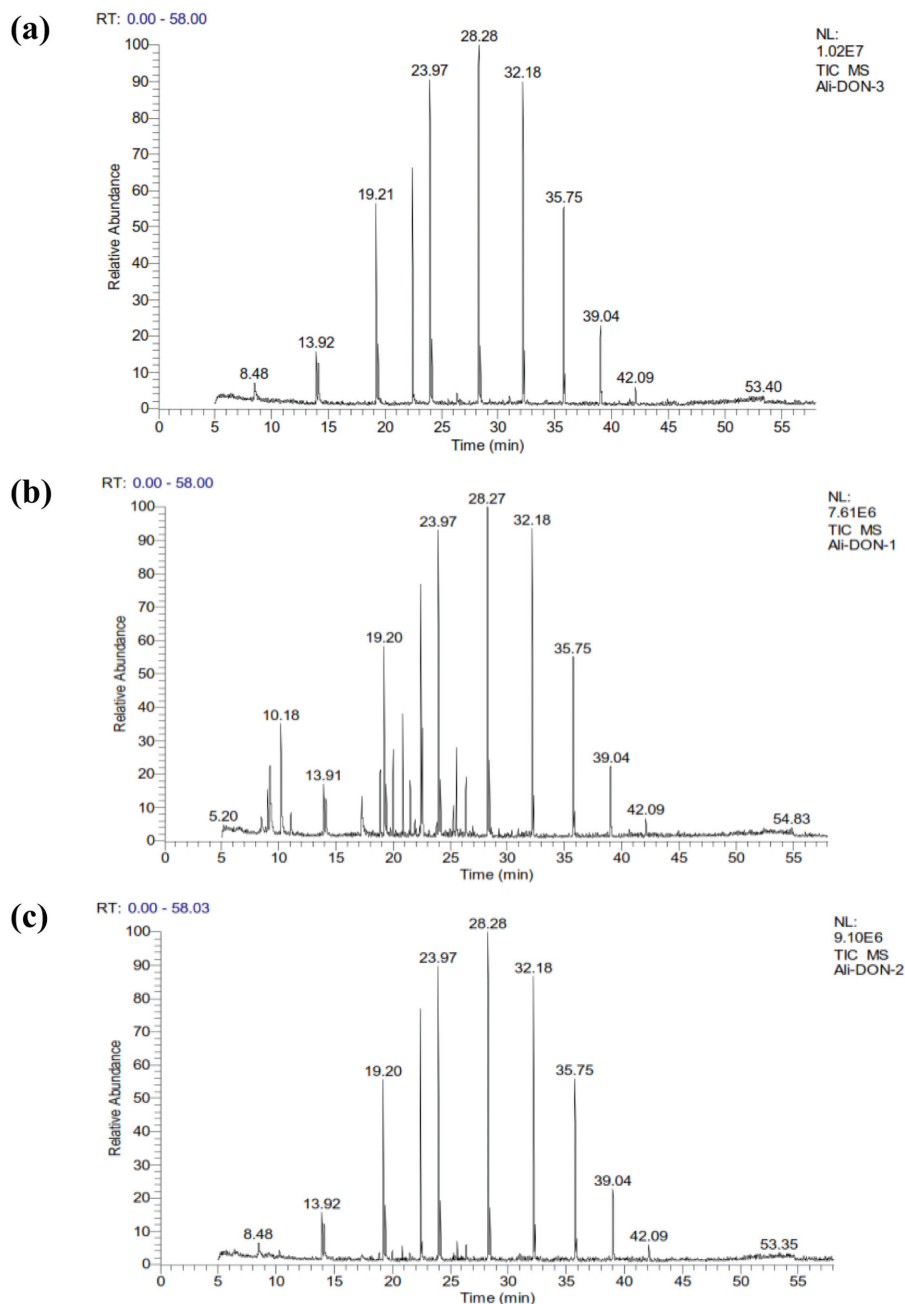 (a)
RT: 0.00 - 58.00
NL:
1.02E7
TIC MS
Ali-DON-3
Relative Abundance
100
90
80
70
60
50
40
30
20
10
0
28.28
23.97
32.18
19.21
35.75
39.04
13.92
8.48
42.09
53.40
0 5 10 15 20 25 30 35 40 45 50 55
Time (min)
(b)
RT: 0.00 - 58.00
NL:
7.61E6
TIC MS
Ali-DON-1
Relative Abundance
100
90
80
70
60
50
40
30
20
10
0
28.27
23.97
32.18
19.20
35.75
10.18
39.04
13.91
5.20
42.09
54.83
0 5 10 15 20 25 30 35 40 45 50 55
Time (min)
(c)
RT: 0.00 - 58.03
NL:
9.10E6
TIC MS
Ali-DON-2
Relative Abundance
100
90
80
70
60
50
40
30
20
10
0
28.28
23.97
32.18
19.20
35.75
39.04
13.92
8.48
42.09
53.35
0 5 10 15 20 25 30 35 40 45 50 55
Time (min)